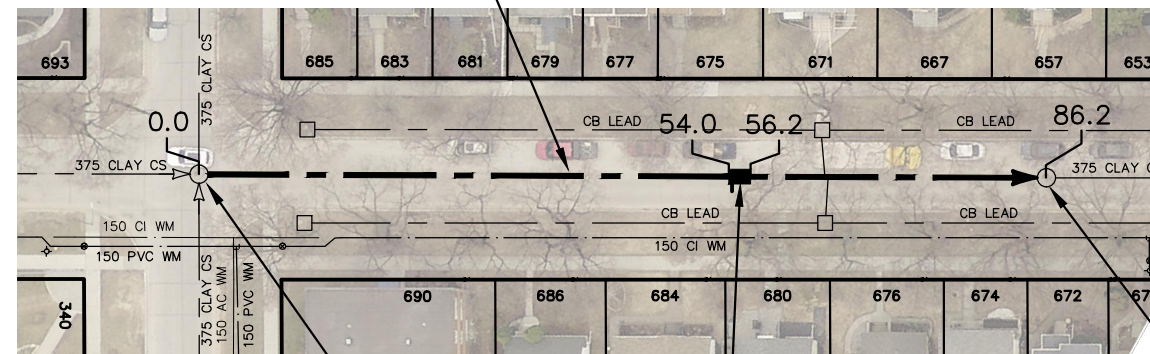 693
375 CLAY CS
685
683
681
679
677
675
671
667
657
653
0.0
CB LEAD
54.0
56.2
CB LEAD
86.2
375 CLAY CS
375 CLAY C
150 CI WM
150 PVC WM
CB LEAD
CB LEAD
150 CI WM
340
375 CLAY CS
150 AC WM
150 PVC WM
690
686
684
680
676
674
672
67